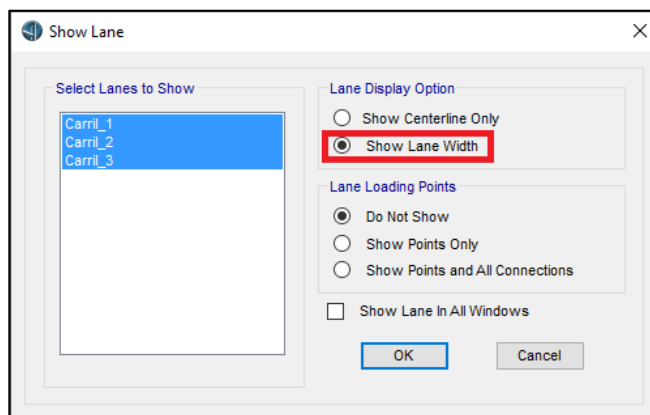 Show Lane
Select Lanes to Show
Carril_1
Carril_2
Carril_3
Lane Display Option
Show Centerline Only
Show Lane Width
Lane Loading Points
Do Not Show
Show Points Only
Show Points and All Connections
Show Lane In All Windows
OK
Cancel